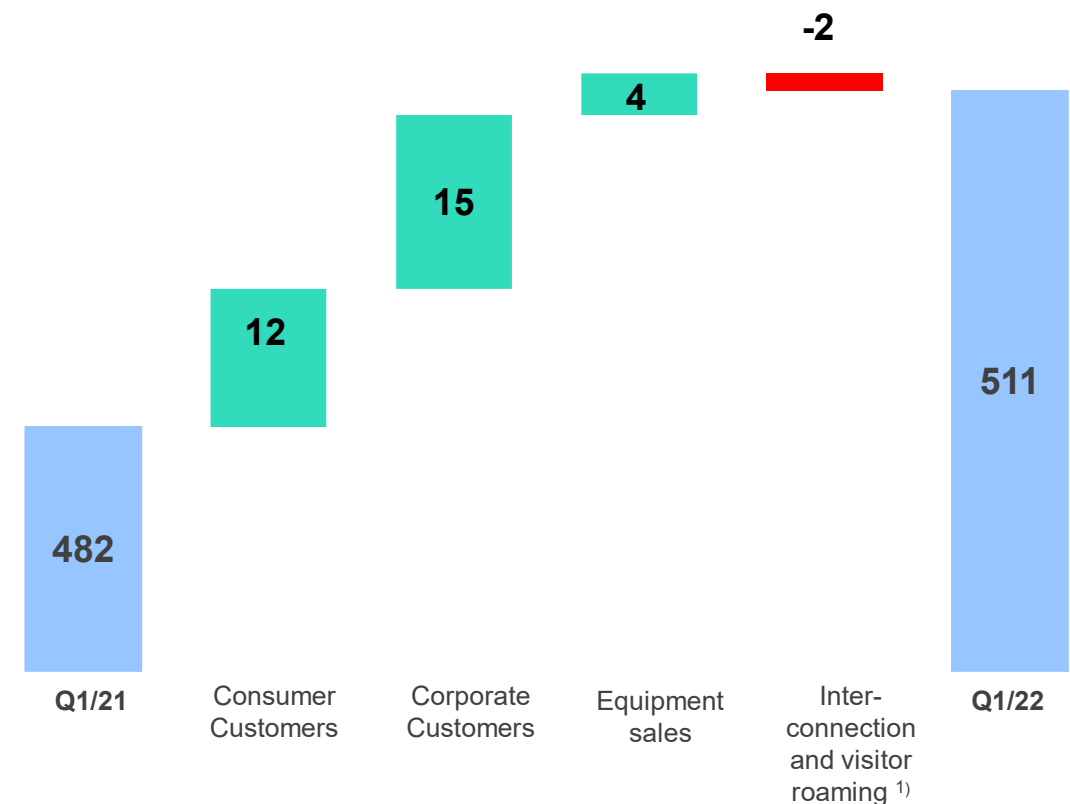 -2
4
15
12
511
482
Q1/21
Consumer
Customers
Corporate
Customers
Equipment
sales
Inter-
connection
and visitor
roaming 1)
Q1/22